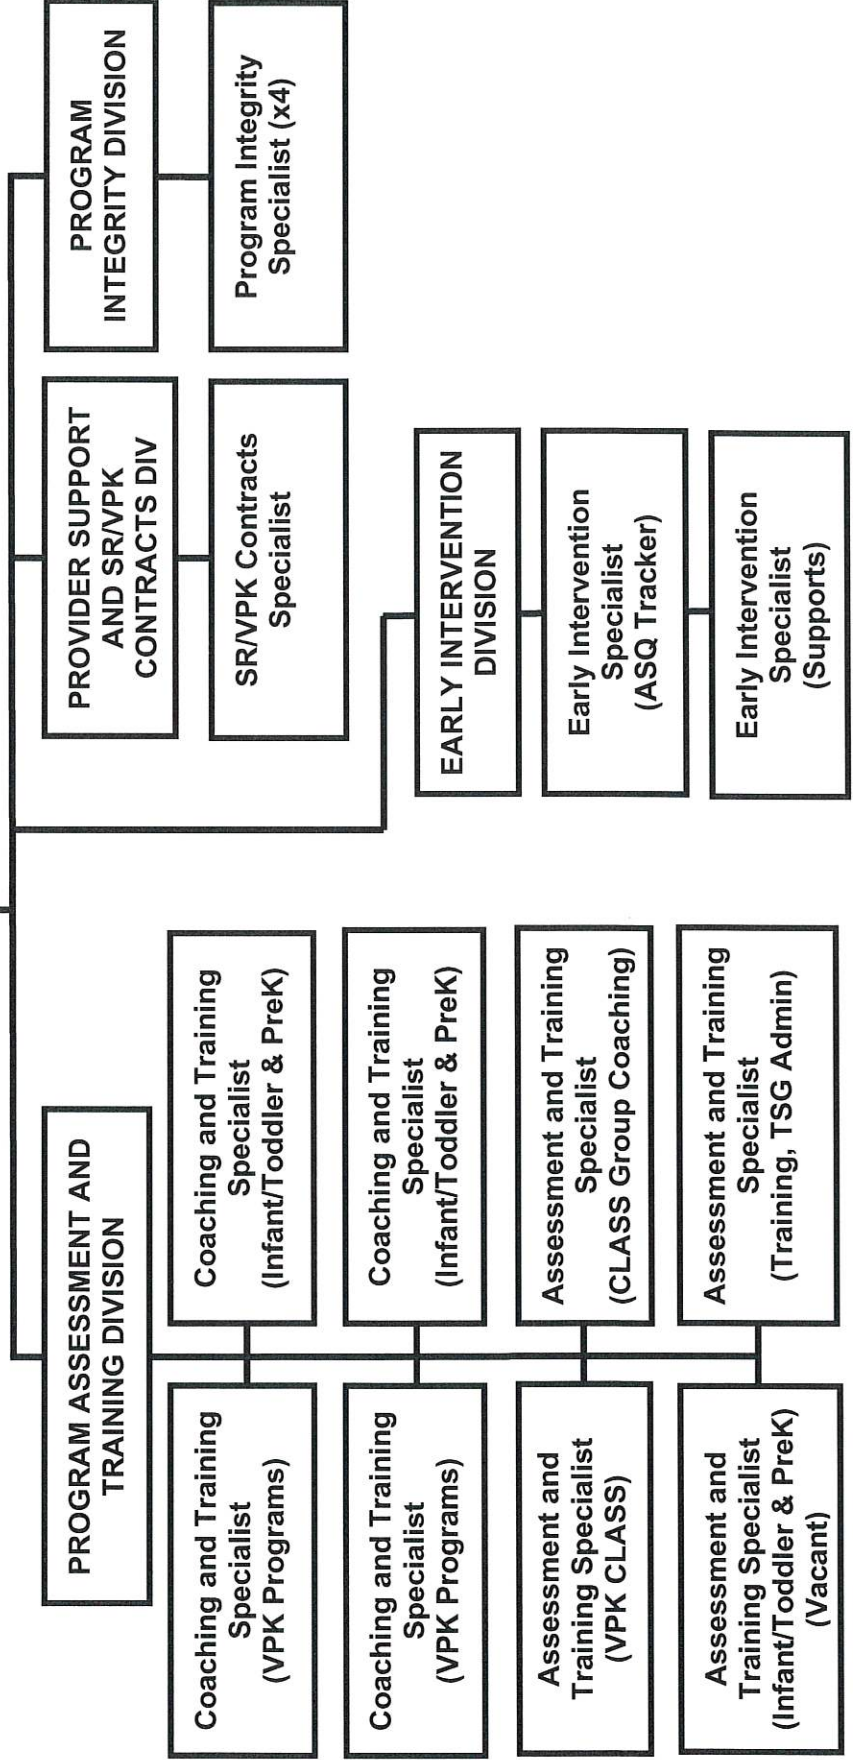 PROGRAM ASSESSMENT AND
TRAINING DIVISION
Coaching and Training
Specialist
(VPK Programs)
Coaching and Training
Specialist
(Infant/Toddler & PreK)
Coaching and Training
Specialist
(VPK Programs)
Coaching and Training
Specialist
(Infant/Toddler & PreK)
Assessment and
Training Specialist
(VPK CLASS)
Assessment and Training
Specialist
(CLASS Group Coaching)
Assessment and
Training Specialist
(Infant/Toddler & PreK)
(Vacant)
Assessment and Training
Specialist
(Training, TSG Admin)
PROVIDER SUPPORT
AND SR/VPK
CONTRACTS DIV
SR/VPK Contracts
Specialist
EARLY INTERVENTION
DIVISION
Early Intervention
Specialist
(ASQ Tracker)
Early Intervention
Specialist
(Supports)
PROGRAM
INTEGRITY DIVISION
Program Integrity
Specialist (x4)